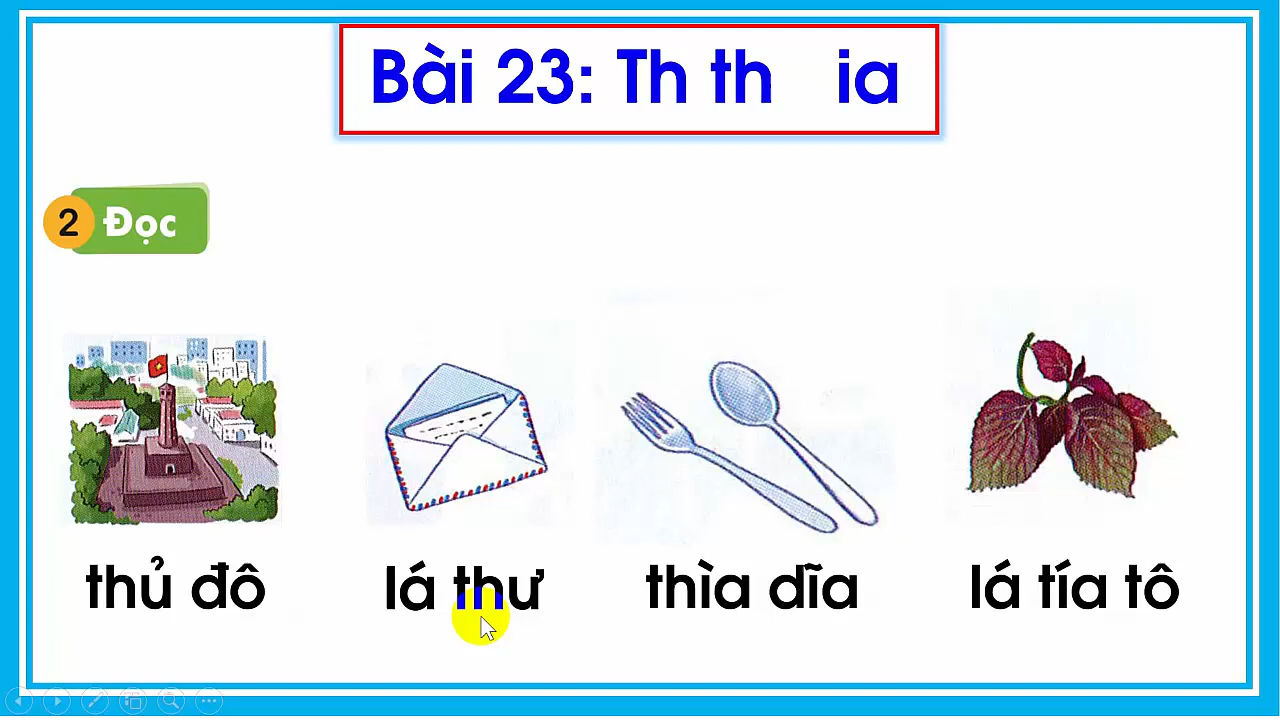 Bài 23: Th th ia
2 Đọc
thủ đô
lá thư
thìa dĩa
lá tía tô